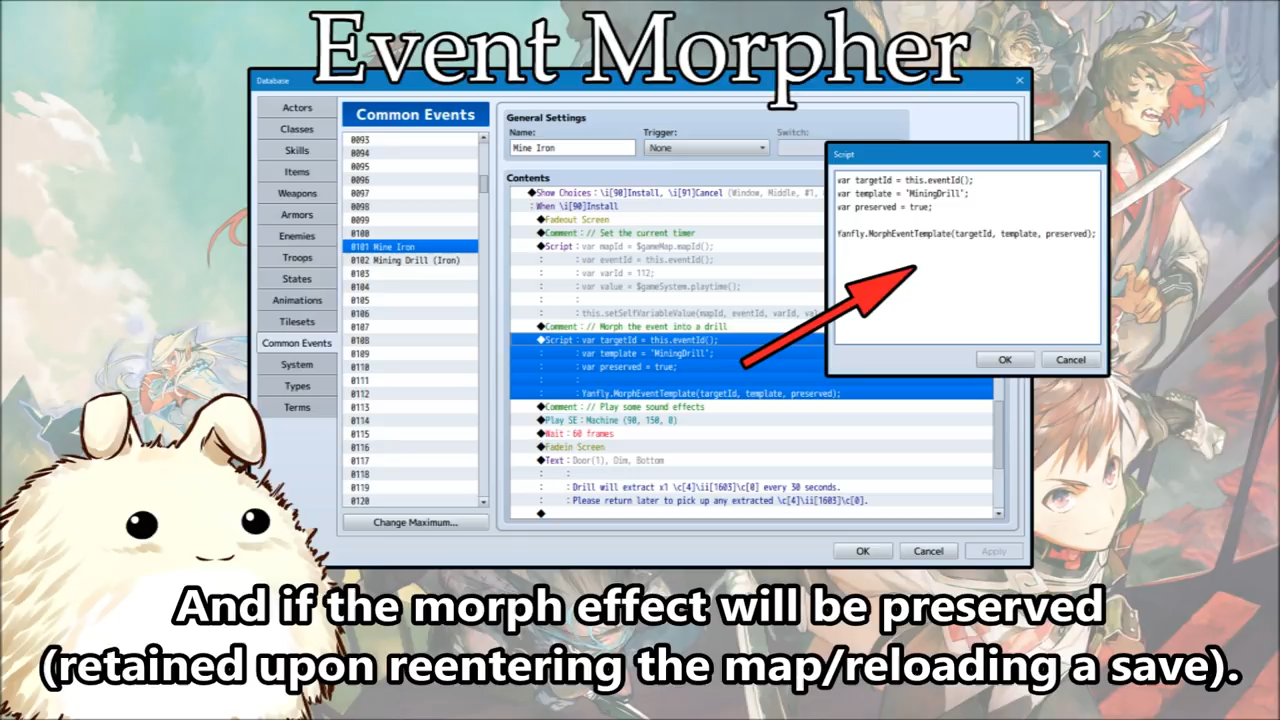 Event Morpher
Database
Actors
Classes
Skills
Items
Weapons
Armors
Enemies
Troops
States
Animations
Tilesets
Common Events
System
Types
Terms
Common Events
0093
0094
0095
0096
0097
0098
0099
0100
0101 Mine Iron
0102 Mining Drill (Iron)
0103
0104
0105
0106
0107
0108
0109
0110
0111
0112
0113
0114
0115
0116
0117
0118
0119
0120
Change Maximum...
General Settings
Name:
Trigger:
Switch:
Mine Iron
None
Contents
◆Show Choices : \i[90]Install, \i[91]Cancel (Window, Middle, #1,
: When \i[90]Install
◆Fadeout Screen
◆Comment : // Set the current timer
◆Script : var mapId = $gameMap.mapId();
: : var eventId = this.eventId();
: : var varId = 112;
: : var value = $gameSystem.playtime();
: :
: : this.setSelfVariableValue(mapId, eventId, varId,
◆Comment : // Morph the event into a drill
◆Script : var targetId = this.eventId();
: : var template = 'MiningDrill';
: : var preserved = true;
: :
: : Yanfly.MorphEventTemplate(targetId, template, preserved);
◆Comment : // Play some sound effects
◆Play SE : Machine (90, 150, 0)
◆Wait : 60 frames
◆Fadein Screen
◆Text : Door(1), Dim, Bottom
: :
: : Drill will extract x1 \c[4]\ii[1603]\c[0] every 30 seconds.
: : Please return later to pick up any extracted \c[4]\ii[1603]\c[0].
◆
OK
Cancel
Apply
Script
var targetId = this.eventId();
var template = 'MiningDrill';
var preserved = true;
Yanfly.MorphEventTemplate(targetId, template, preserved);
OK
Cancel
And if the morph effect will be preserved
(retained upon reentering the map/reloading a save).